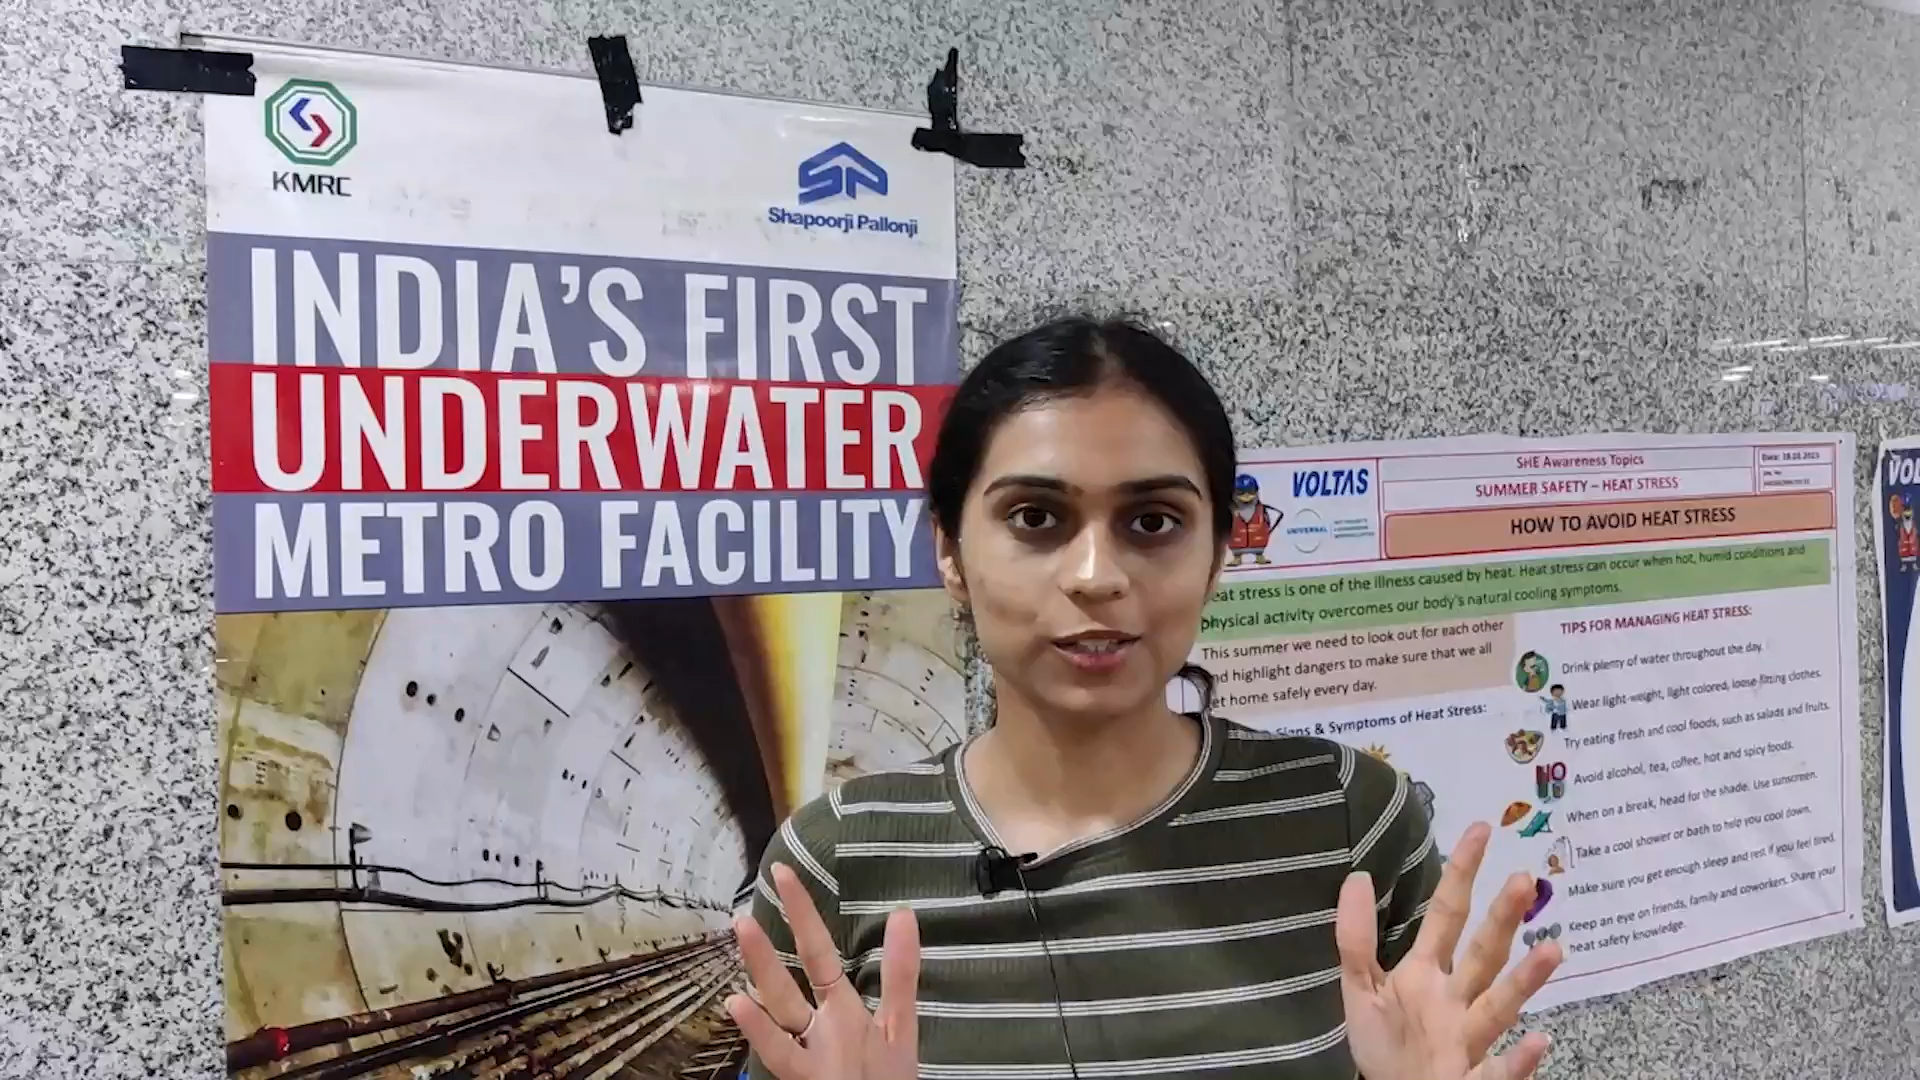 KMRC
Shapoorji Pallonji
INDIA'S FIRST
UNDERWATER
METRO FACILITY
VOLTAS
UNIVERSAL
SHE Awareness Topics
SUMMER SAFETY – HEAT STRESS
HOW TO AVOID HEAT STRESS
eat stress is one of the illness caused by heat. Heat stress can occur when hot, humid conditions and
physical activity overcomes our body's natural cooling symptoms.
This summer we need to look out for each other
nd highlight dangers to make sure that we all
et home safely every day.
Signs & Symptoms of Heat Stress:
TIPS FOR MANAGING HEAT STRESS:
Drink plenty of water throughout the day.
Wear light-weight, light colored, loose-fitting clothes.
Try eating fresh and cool foods, such as salads and fruits.
NO
Avoid alcohol, tea, coffee, hot and spicy foods.
When on a break, head for the shade. Use sunscreen.
Take a cool shower or bath to help you cool down.
Make sure you get enough sleep and rest if you feel tired.
Keep an eye on friends, family and coworkers. Share your
heat safety knowledge.
VOL